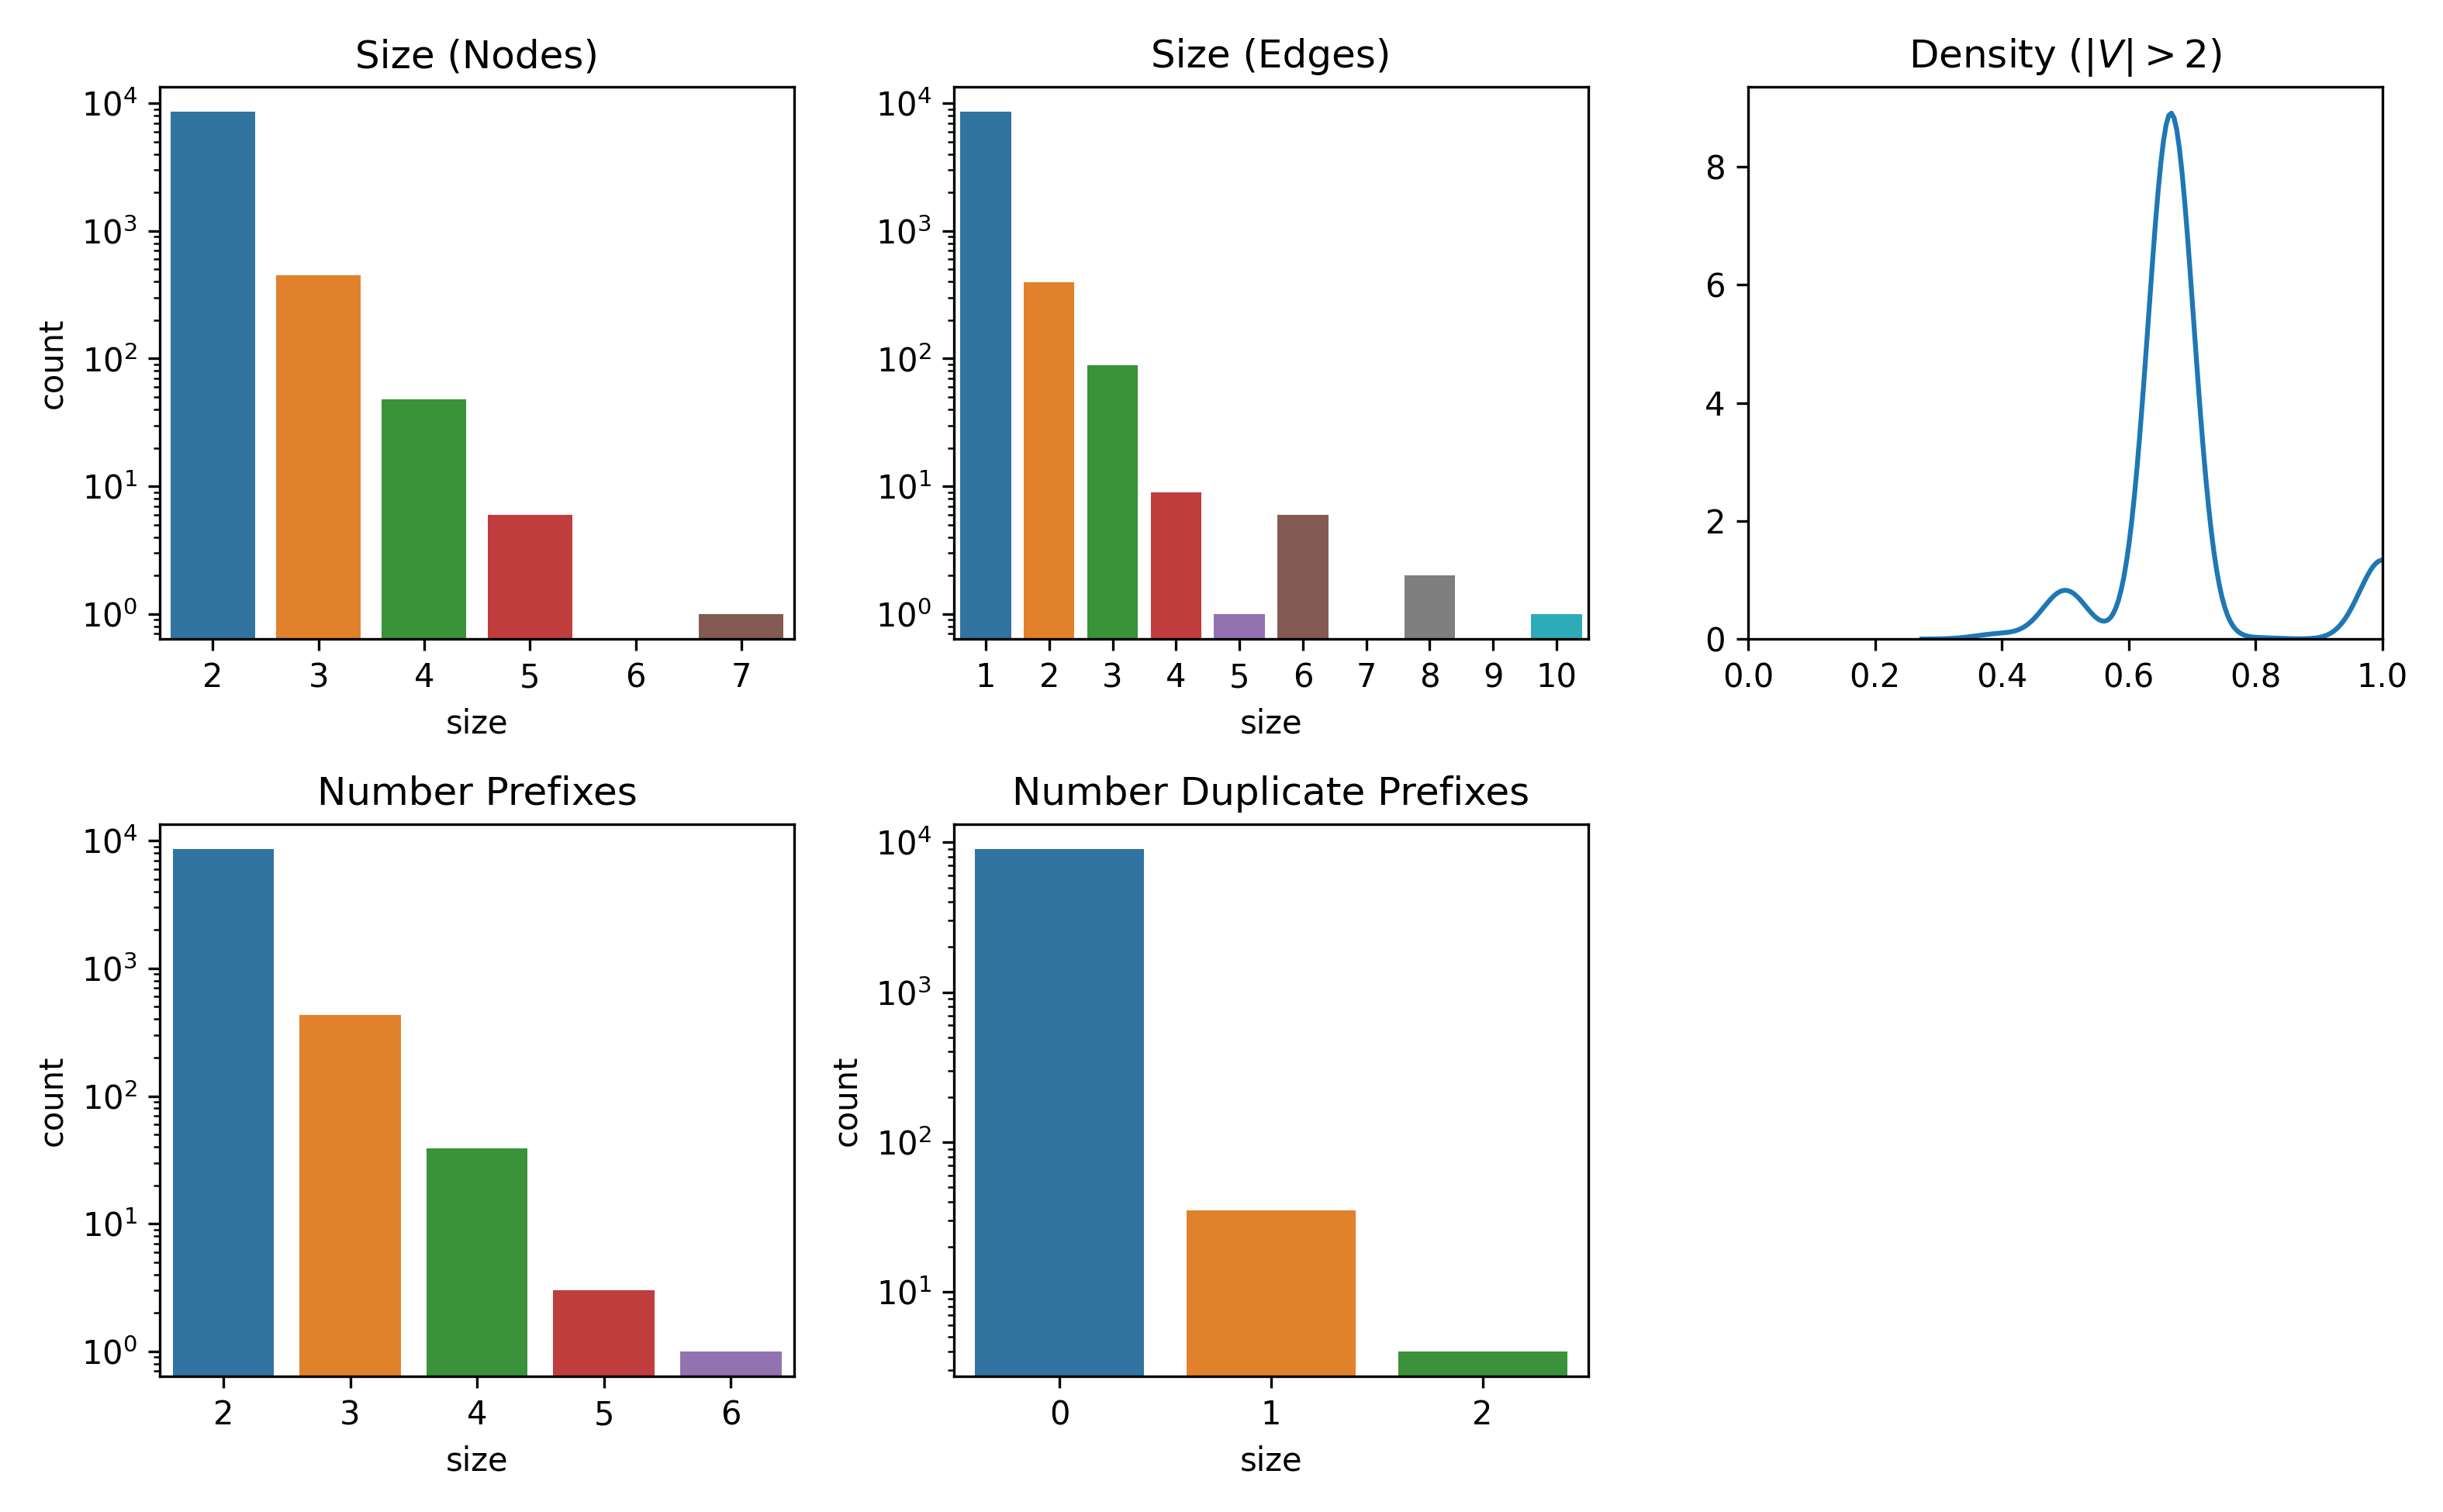 Size (Nodes)
10^4
10^3
10^2
10^1
10^0
count
2 3 4 5 6 7
size
Size (Edges)
10^4
10^3
10^2
10^1
10^0
1 2 3 4 5 6 7 8 9 10
size
Density (|V| > 2)
8
6
4
2
0
0.0 0.2 0.4 0.6 0.8 1.0
Number Prefixes
10^4
10^3
10^2
10^1
10^0
count
2 3 4 5 6
size
Number Duplicate Prefixes
10^4
10^3
10^2
10^1
count
0 1 2
size